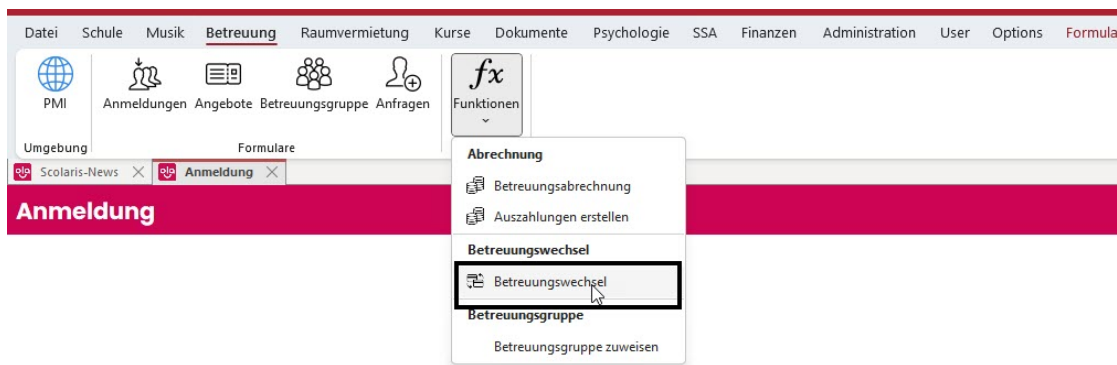 Datei Schule Musik Betreuung Raumvermietung Kurse Dokumente Psychologie SSA Finanzen Administration User Options Formula
PMI Anmeldungen Angebote Betreuungsgruppe Anfragen Funktionen
Umgebung Formulare
Scolaris-News Anmeldung
Anmeldung
Abrechnung
Betreuungsabrechnung
Auszahlungen erstellen
Betreuungswechsel
Betreuungswechsel
Betreuungsgruppe
Betreuungsgruppe zuweisen